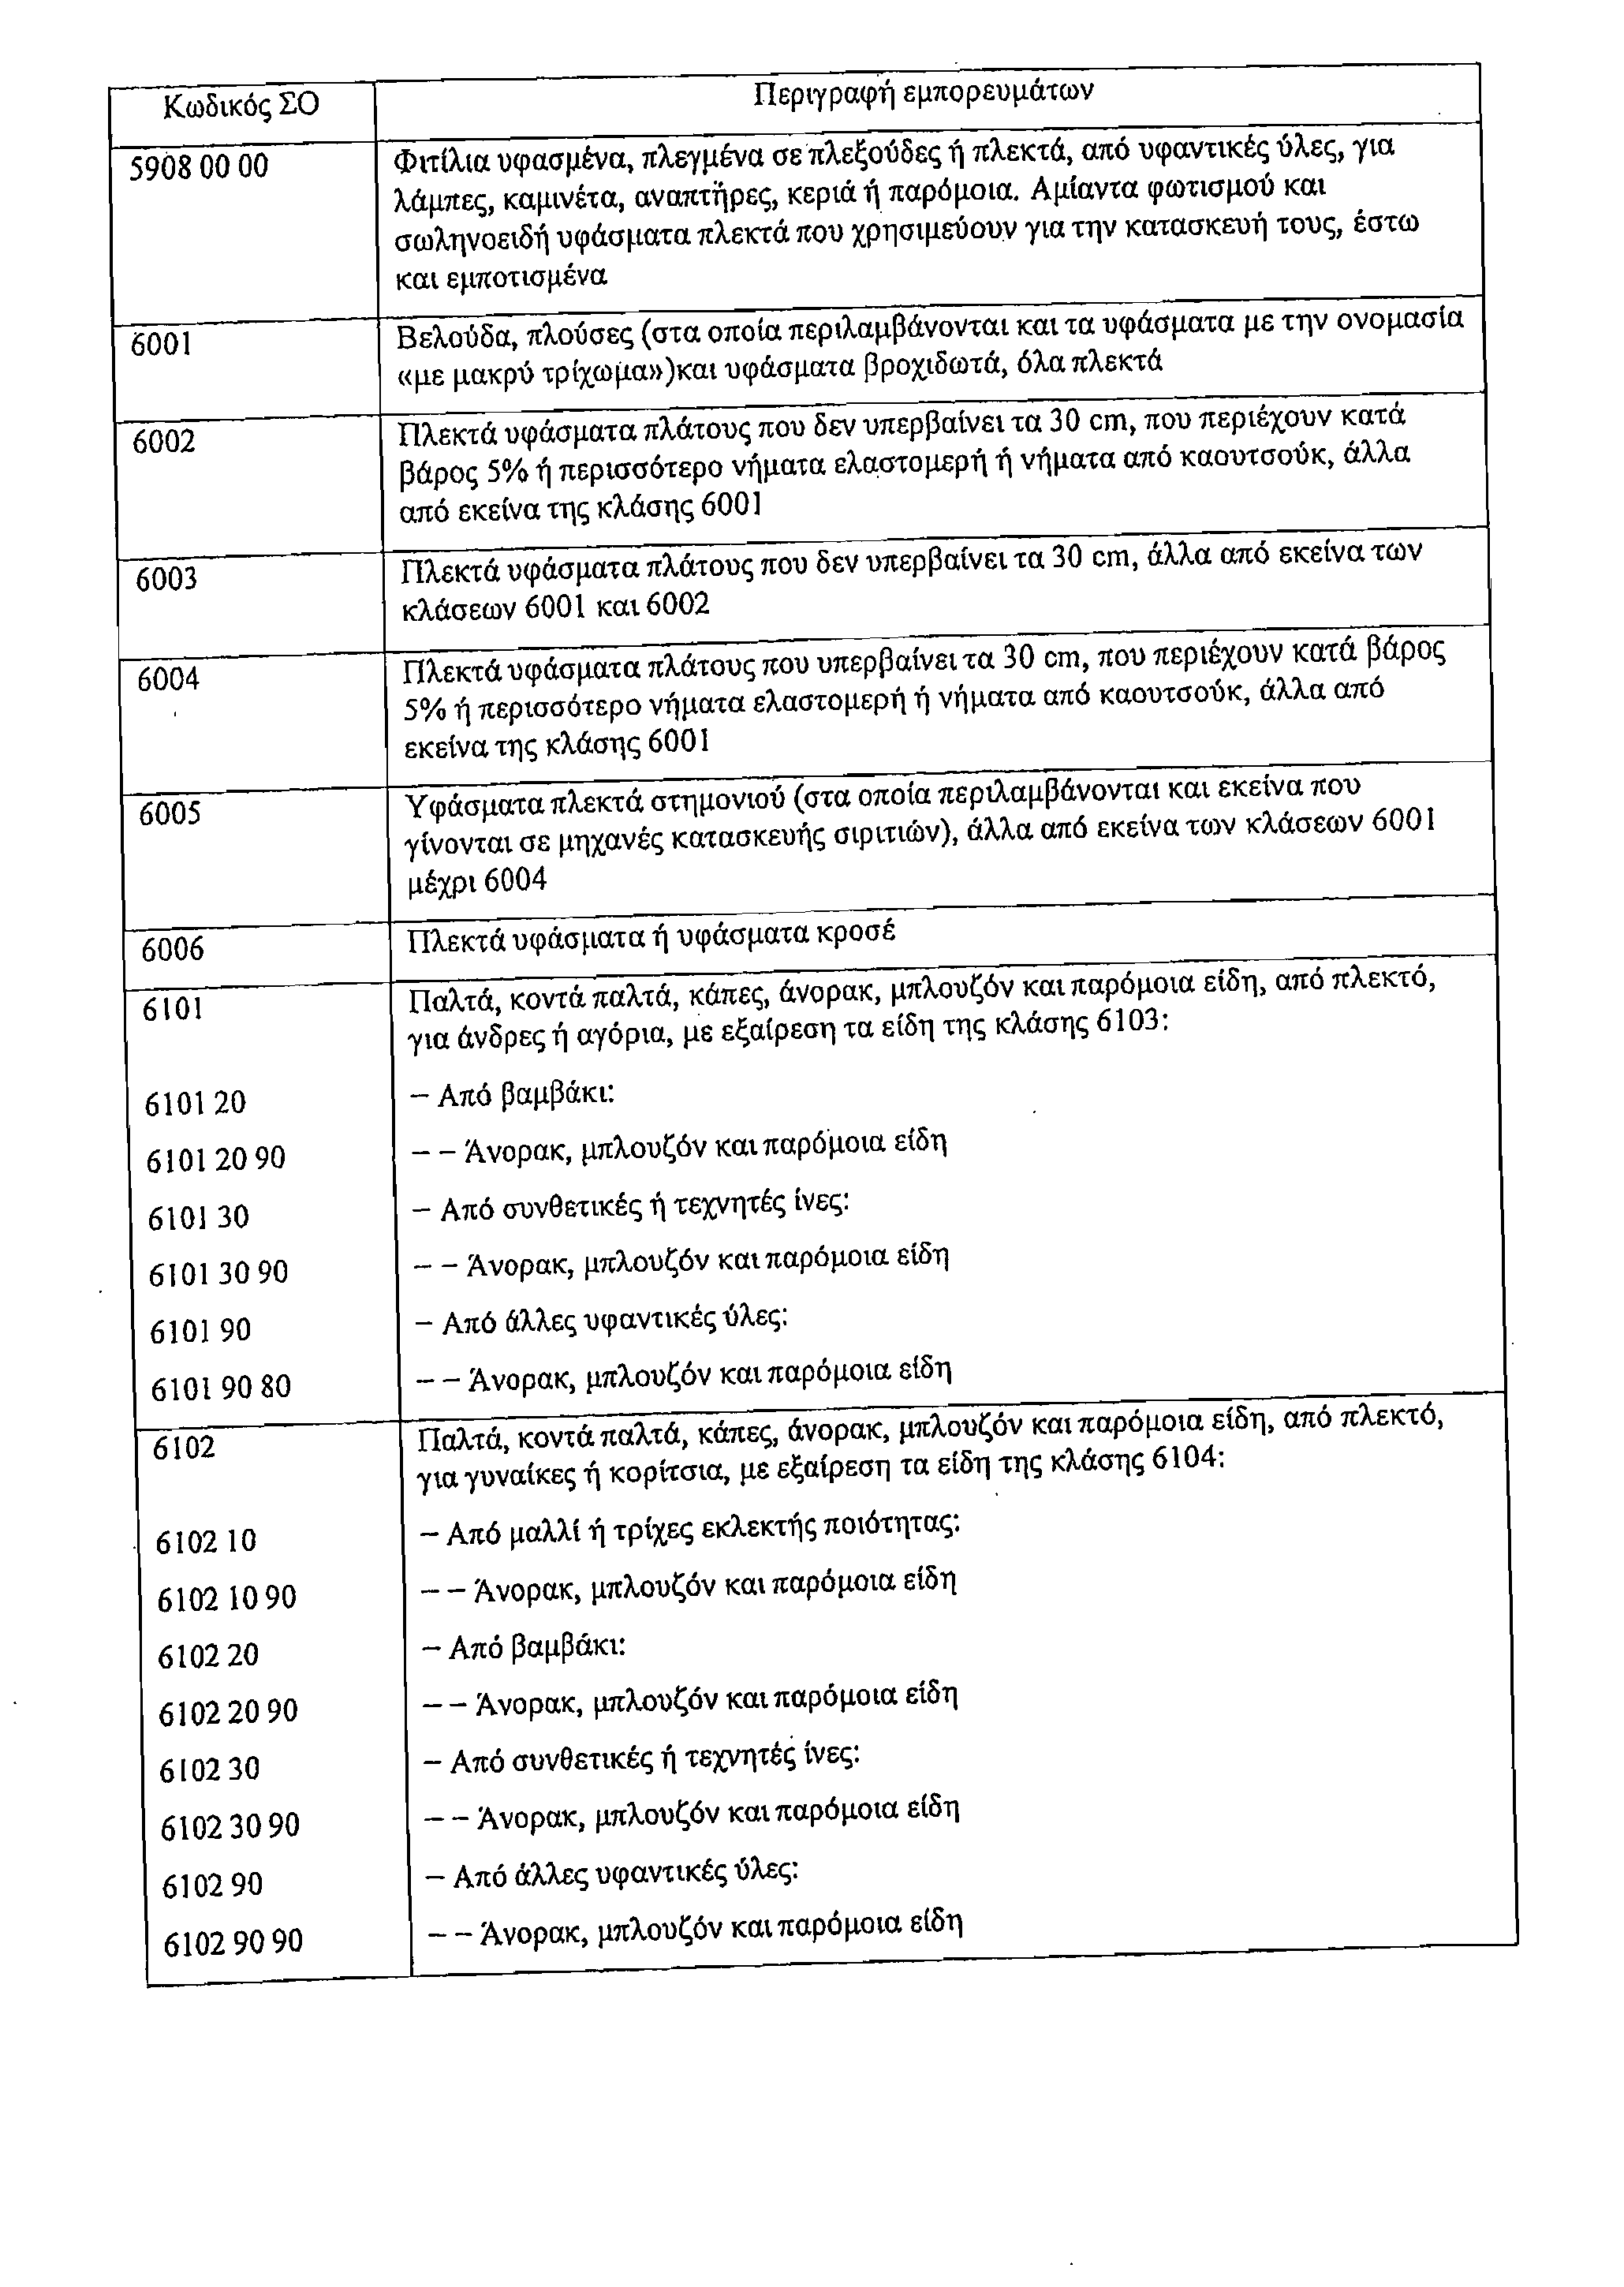 Κωδικός ΣΟ
Περιγραφή εμπορευμάτων
5908 00 00
Φιτίλια υφασμένα, πλεγμένα σε πλεξούδες ή πλεκτά, από υφαντικές ύλες, για
λάμπες, καμινέτα, αναπτήρες, κεριά ή παρόμοια. Αμίαντα φωτισμού και
σωληνοειδή υφάσματα πλεκτά που χρησιμεύουν για την κατασκευή τους, έστω
και εμποτισμένα
6001
Βελούδα, πλούσες (στα οποία περιλαμβάνονται και τα υφάσματα με την ονομασία
«με μακρύ τρίχωμα»)και υφάσματα βροχιδωτά, όλα πλεκτά
6002
Πλεκτά υφάσματα πλάτους που δεν υπερβαίνει τα 30 cm, που περιέχουν κατά
βάρος 5% ή περισσότερο νήματα ελαστομερή ή νήματα από καουτσούκ, άλλα
από εκείνα της κλάσης 6001
6003
Πλεκτά υφάσματα πλάτους που δεν υπερβαίνει τα 30 cm, άλλα από εκείνα των
κλάσεων 6001 και 6002
6004
Πλεκτά υφάσματα πλάτους που υπερβαίνει τα 30 cm, που περιέχουν κατά βάρος
5% ή περισσότερο νήματα ελαστομερή ή νήματα από καουτσούκ, άλλα από
εκείνα της κλάσης 6001
6005
Υφάσματα πλεκτά στημονιού (στα οποία περιλαμβάνονται και εκείνα που
γίνονται σε μηχανές κατασκευής σιριτιών), άλλα από εκείνα των κλάσεων 6001
μέχρι 6004
6006
Πλεκτά υφάσματα ή υφάσματα κροσέ
6101
Παλτά, κοντά παλτά, κάπες, άνορακ, μπλουζόν και παρόμοια είδη, από πλεκτό,
για άνδρες ή αγόρια, με εξαίρεση τα είδη της κλάσης 6103:
6101 20
– Από βαμβάκι:
6101 20 90
– – Άνορακ, μπλουζόν και παρόμοια είδη
6101 30
– Από συνθετικές ή τεχνητές ίνες:
6101 30 90
– – Άνορακ, μπλουζόν και παρόμοια είδη
6101 90
– Από άλλες υφαντικές ύλες:
6101 90 80
– – Άνορακ, μπλουζόν και παρόμοια είδη
6102
Παλτά, κοντά παλτά, κάπες, άνορακ, μπλουζόν και παρόμοια είδη, από πλεκτό,
για γυναίκες ή κορίτσια, με εξαίρεση τα είδη της κλάσης 6104:
6102 10
– Από μαλλί ή τρίχες εκλεκτής ποιότητας:
6102 10 90
– – Άνορακ, μπλουζόν και παρόμοια είδη
6102 20
– Από βαμβάκι:
6102 20 90
– – Άνορακ, μπλουζόν και παρόμοια είδη
6102 30
– Από συνθετικές ή τεχνητές ίνες:
6102 30 90
– – Άνορακ, μπλουζόν και παρόμοια είδη
6102 90
– Από άλλες υφαντικές ύλες:
6102 90 90
– – Άνορακ, μπλουζόν και παρόμοια είδη